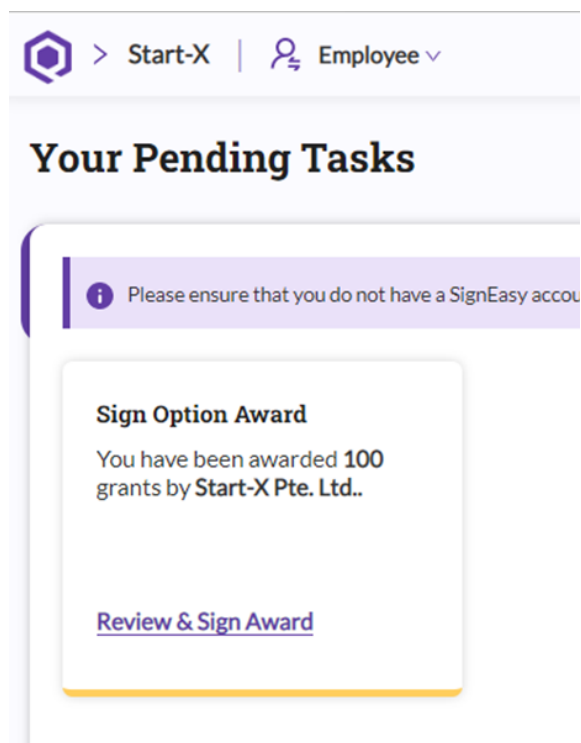 > Start-X | Employee
Your Pending Tasks
Please ensure that you do not have a SignEasy
Sign Option Award
You have been awarded 100
grants by Start-X Pte. Ltd..
Review & Sign Award